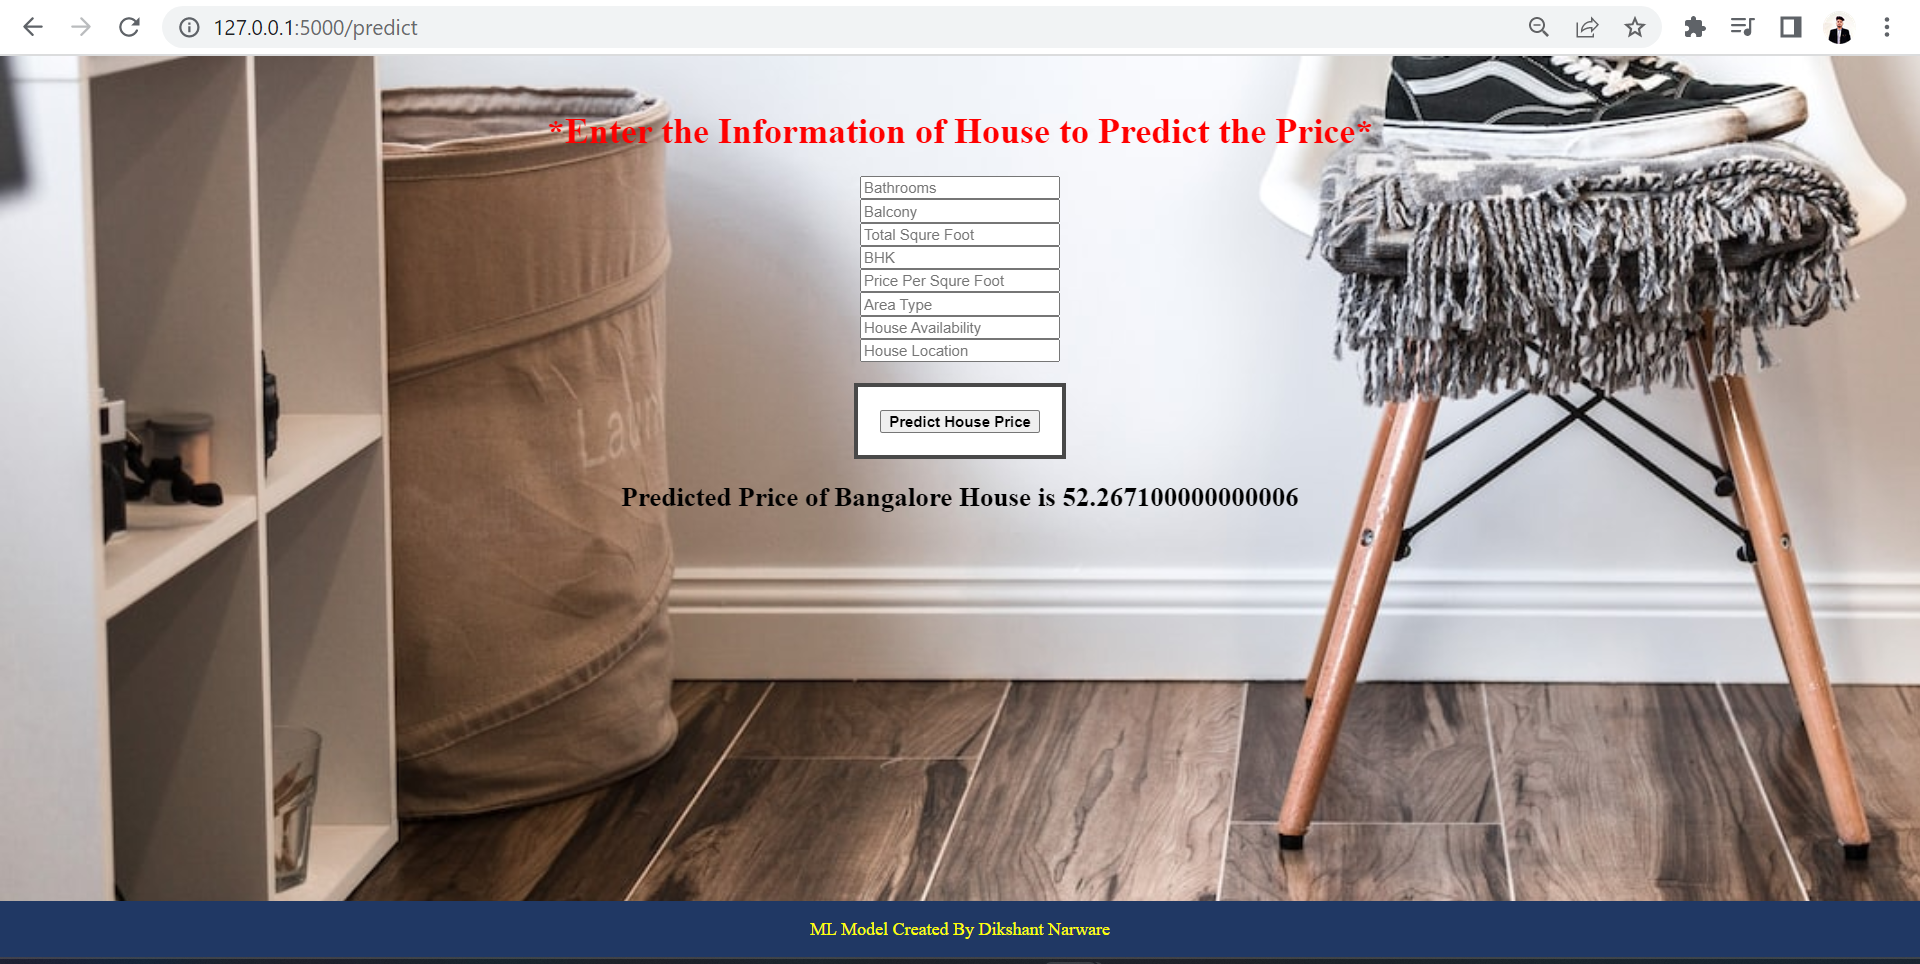 127.0.0.1:5000/predict
*Enter the Information of House to Predict the Price*
Bathrooms
Balcony
Total Squre Foot
BHK
Price Per Squre Foot
Area Type
House Availability
House Location
Predict House Price
Predicted Price of Bangalore House is 52.267100000000006
ML Model Created By Dikshant Narware